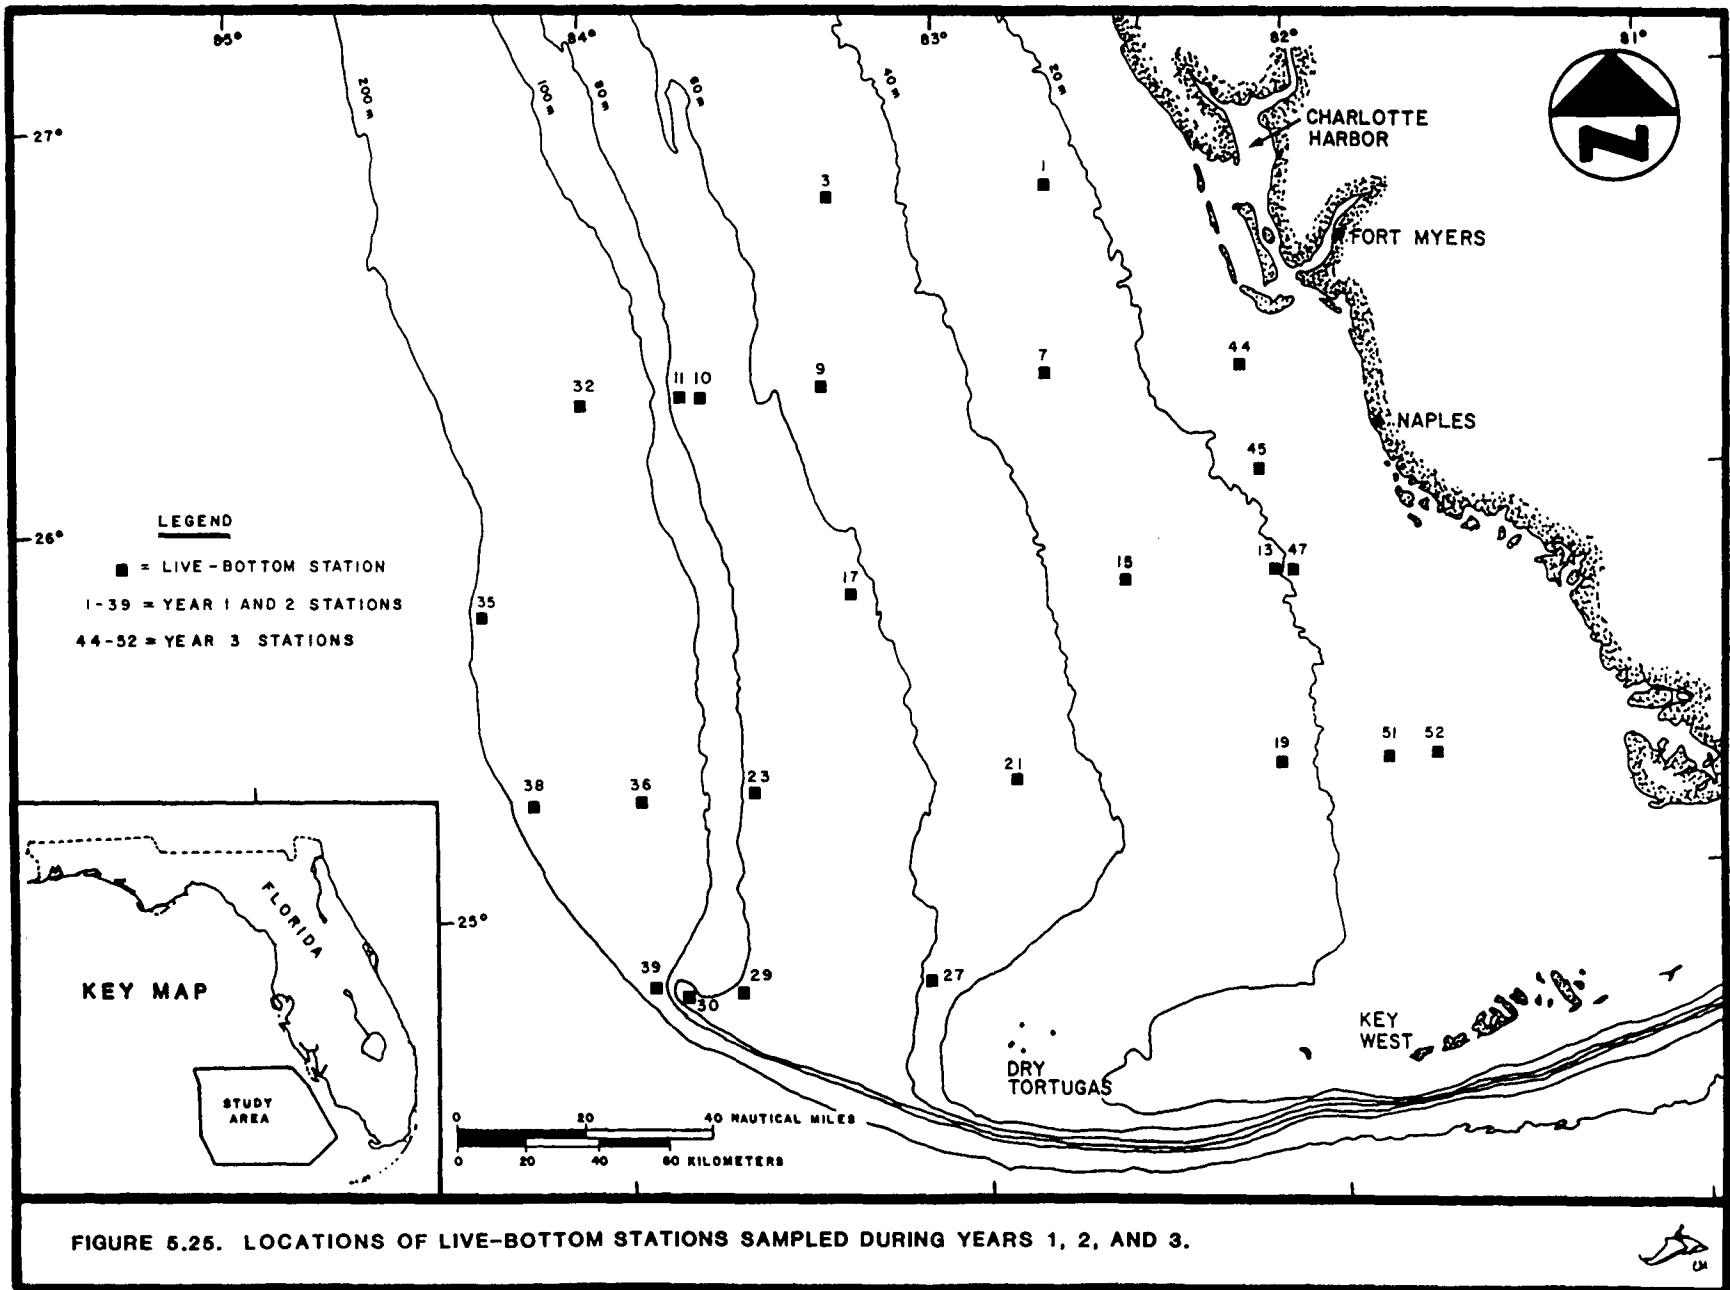 85°
84°
83°
82°
81°
200 m
100 m
80 m
60 m
40 m
20 m
27°
CHARLOTTE
HARBOR
1
3
FORT MYERS
44
7
9
11 10
32
NAPLES
45
LEGEND
26°
■ = LIVE-BOTTOM STATION
1-39 = YEAR 1 AND 2 STATIONS
44-52 = YEAR 3 STATIONS
13 47
15
17
35
19
51
52
21
23
36
38
25°
FLORIDA
KEY MAP
STUDY
AREA
39
30
29
27
KEY
WEST
DRY
TORTUGAS
0 20 40 NAUTICAL MILES
0 20 40 60 KILOMETERS
FIGURE 5.25. LOCATIONS OF LIVE-BOTTOM STATIONS SAMPLED DURING YEARS 1, 2, AND 3.